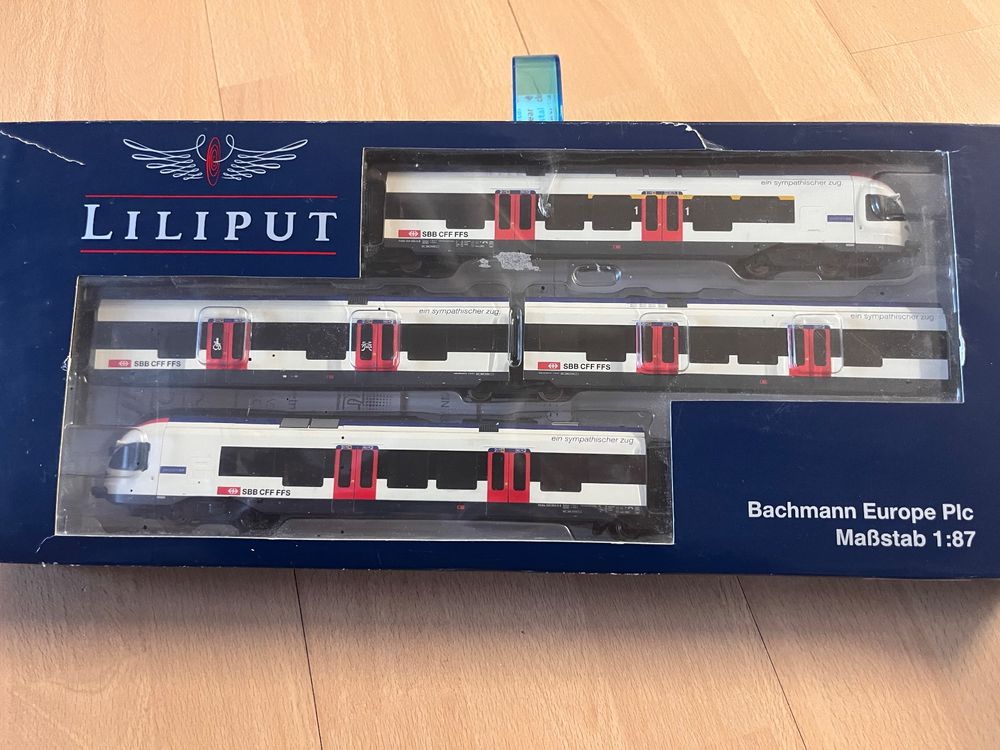 LILIPUT
ein sympathischer zug.
1
1
SBB CFF FFS
ein sympathischer zug.
ein sympathischer zug.
SBB CFF FFS
SBB CFF FFS
ein sympathischer zug
SBB CFF FFS
Bachmann Europe Plc
Maßstab 1:87